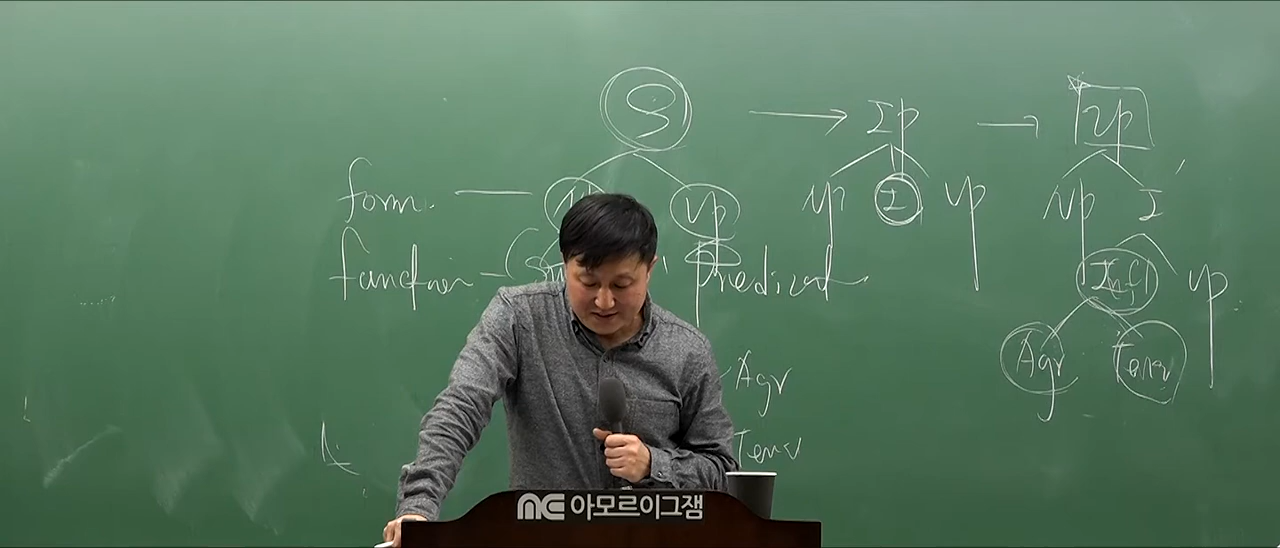 S → IP → IP
form — NP VP NP I VP NP I'
function — (Su predicate Infl VP
Agr Tense
Agr
Tense
아모르이그잼